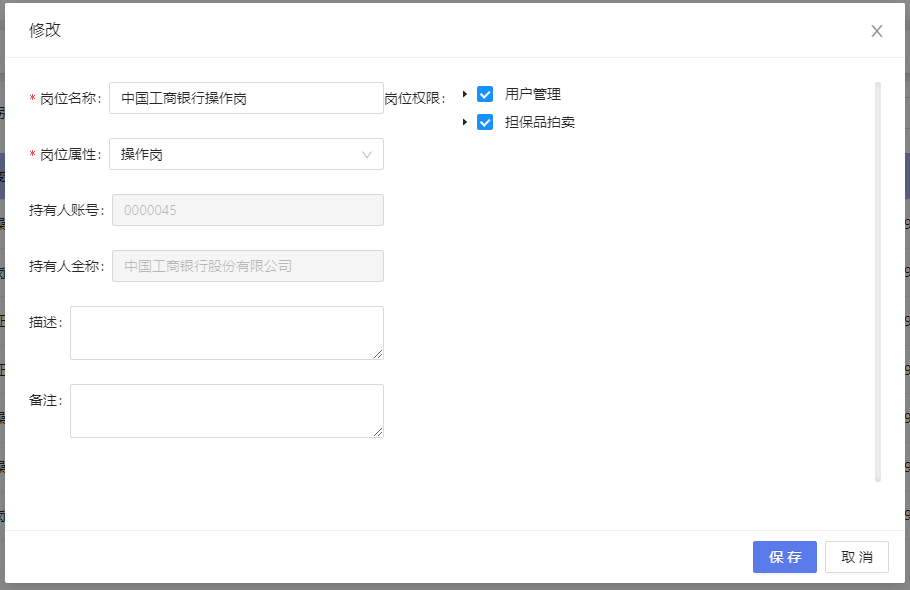 修改
* 岗位名称: 中国工商银行操作岗
岗位权限:
用户管理
担保品拍卖
* 岗位属性: 操作岗
持有人账号: 0000045
持有人全称: 中国工商银行股份有限公司
描述:
备注:
保存 取消